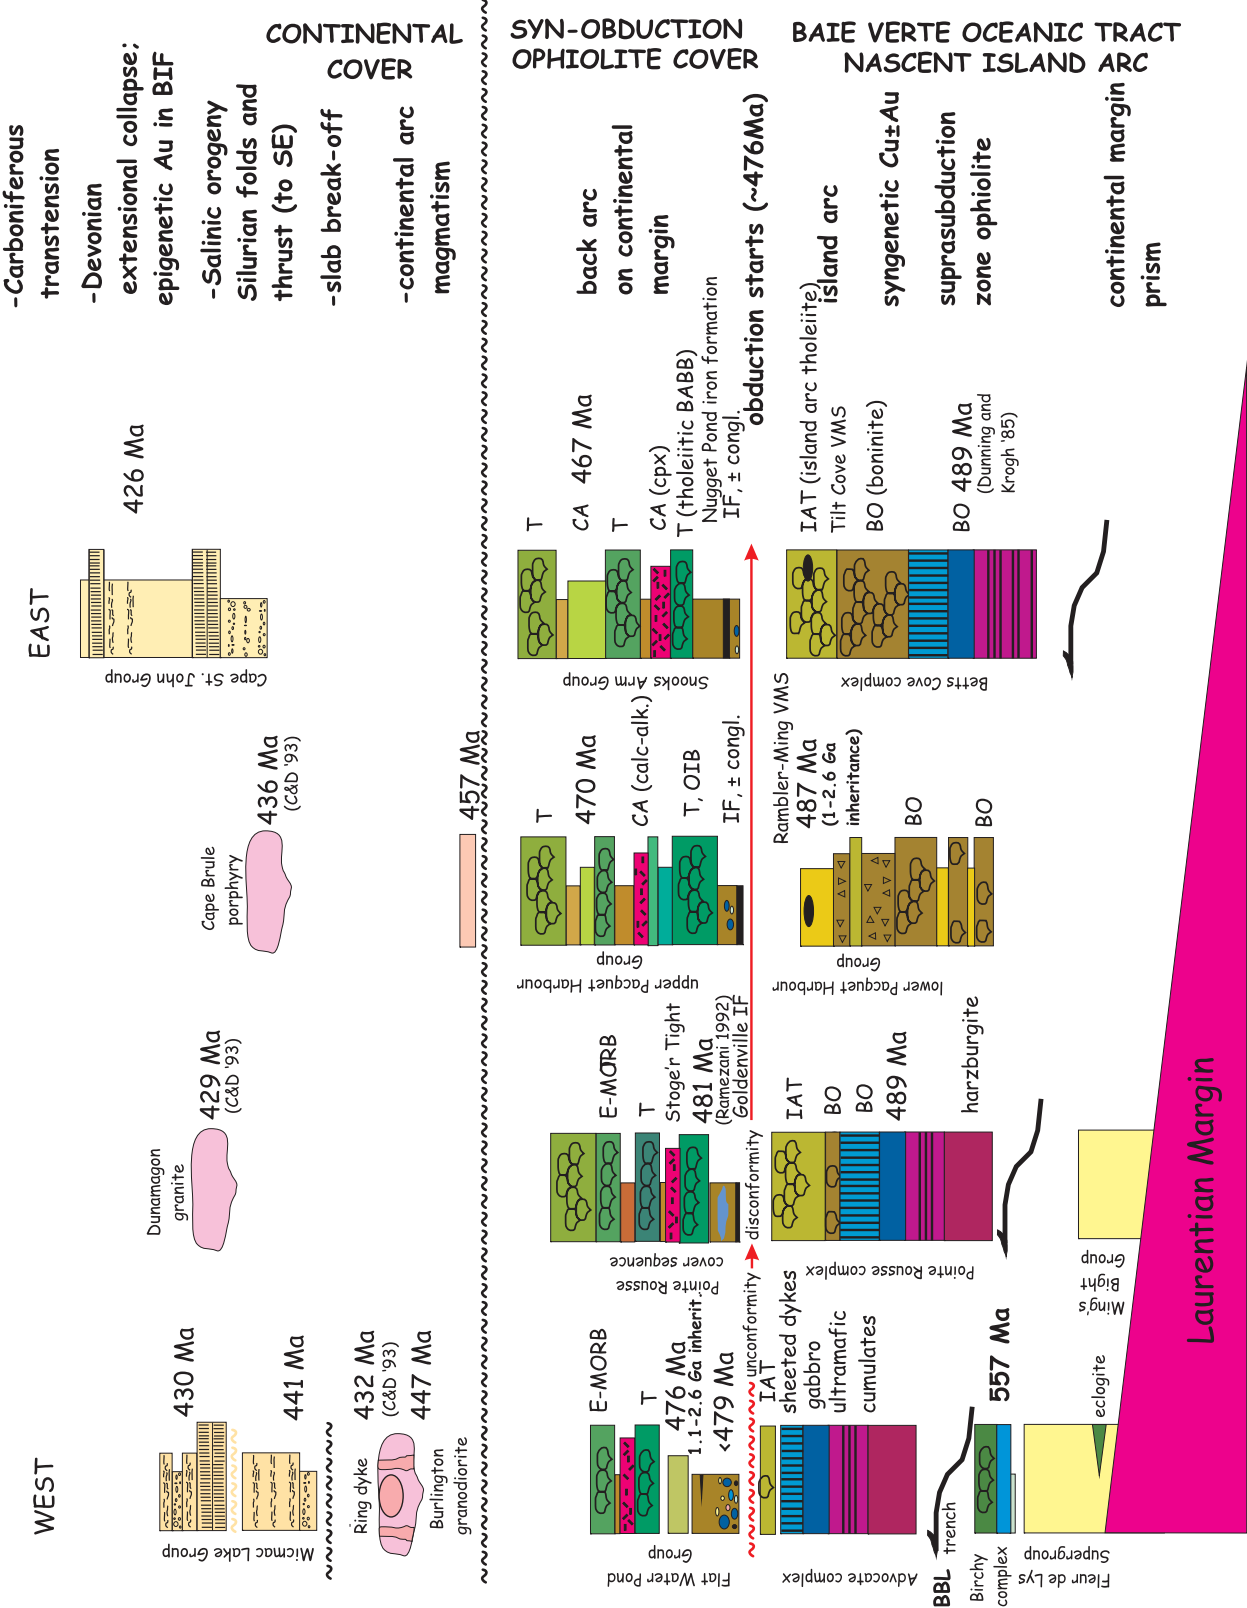 CONTINENTAL
COVER
SYN-OBDUCTION
OPHIOLITE COVER
BAIE VERTE OCEANIC TRACT
NASCENT ISLAND ARC
-Carboniferous
transtension
-Devonian
extensional collapse;
epigenetic Au in BIF
-Salinic orogeny
Silurian folds and
thrust (to SE)
-slab break-off
-continental arc
magmatism
back arc
on continental
margin
obduction starts (~476Ma)
island arc
syngenetic Cu±Au
suprasubduction
zone ophiolite
continental margin
prism
EAST
426 Ma
Cape St. John Group
T
CA 467 Ma
T
CA (cpx)
T (tholeiitic BABB)
Nugget Pond iron formation
IF, ± congl.
Snooks Arm Group
IAT (island arc tholeiite)
Tilt Cove VMS
BO (boninite)
BO 489 Ma
(Dunning and
Krogh '85)
Betts Cove complex
Cape Brule
porphyry
436 Ma
(C&D '93)
457 Ma
T
470 Ma
CA (calc-alk.)
T, OIB
IF, ± congl.
upper Pacquet Harbour
Group
Rambler-Ming VMS
487 Ma
(1-2.6 Ga
inheritance)
BO
BO
lower Pacquet Harbour
Group
Dunamagon
granite
429 Ma
(C&D '93)
E-MORB
T
Stoge'r Tight
481 Ma
(Ramezani 1992)
Goldenville IF
Pointe Rousse
cover sequence
disconformity
IAT
BO
BO
489 Ma
harzburgite
Pointe Rousse complex
Ming's
Bight
Group
WEST
430 Ma
441 Ma
Micmac Lake Group
Ring dyke
432 Ma
(C&D '93)
447 Ma
Burlington
granodiorite
E-MORB
T
476 Ma
1.1-2.6 Ga inherit.
<479 Ma
Flat Water Pond
Group
unconformity
IAT
sheeted dykes
gabbro
ultramafic
cumulates
Advocate complex
BBL
trench
557 Ma
Birchy
complex
eclogite
Fleur de Lys
Supergroup
Laurentian Margin